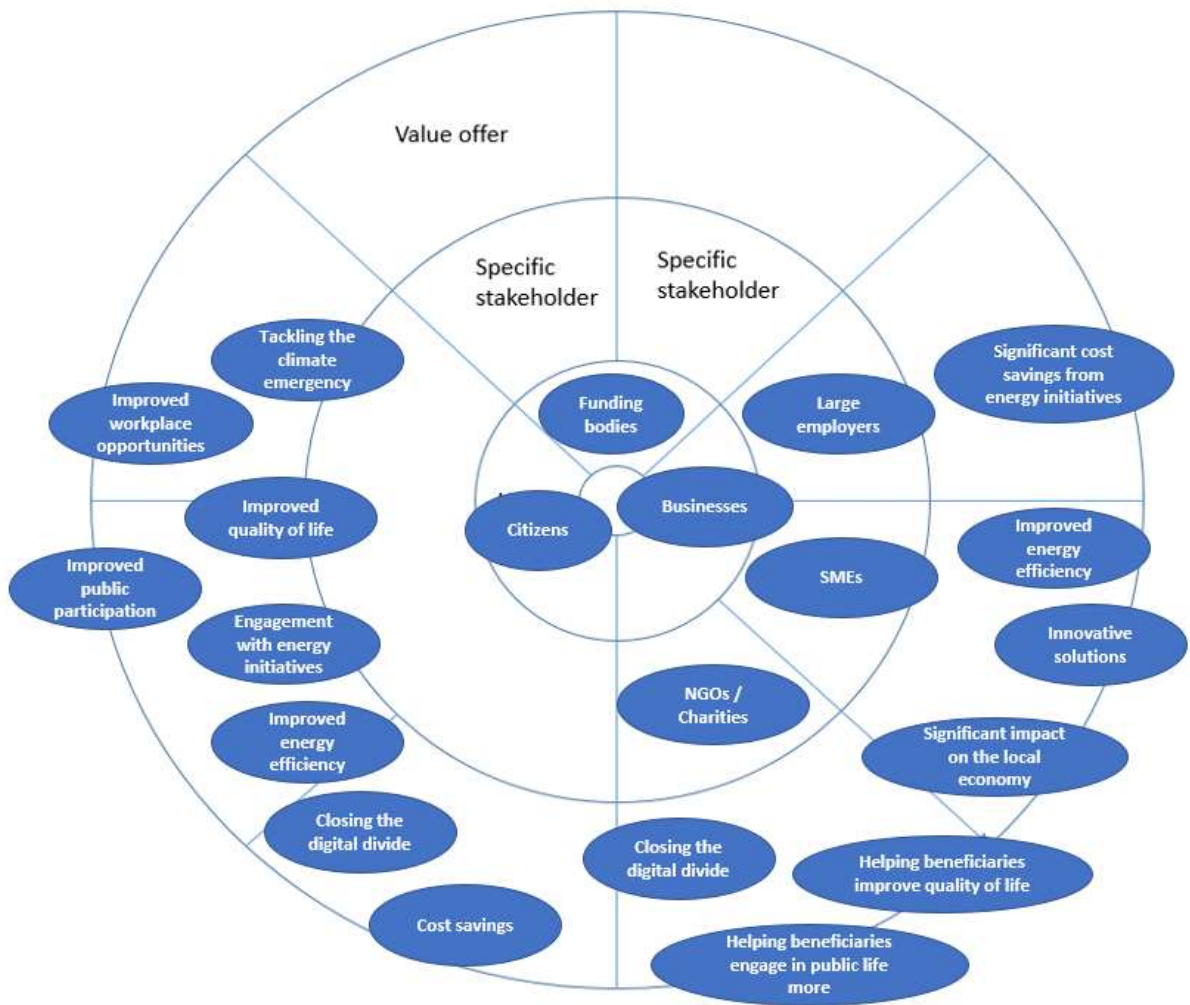 Value offer
Specific
stakeholder
Specific
stakeholder
Tackling the
climate
emergency
Significant cost
savings from
energy initiatives
Improved
workplace
opportunities
Funding
bodies
Large
employers
Improved
quality of life
Citizens
Businesses
Improved
energy
efficiency
Improved
public
participation
SMEs
Engagement
with energy
initiatives
Innovative
solutions
NGOs /
Charities
Improved
energy
efficiency
Significant impact
on the local
economy
Closing the
digital divide
Closing the
digital divide
Helping beneficiaries
improve quality of life
Cost savings
Helping beneficiaries
engage in public life
more